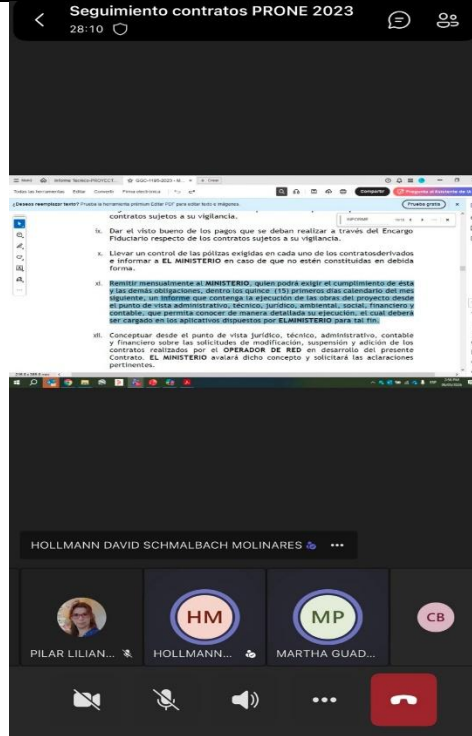 Seguimiento contratos PRONE 2023
28:10
Todas las herramientas Editar Convertir Firma electrónica
Compartir
Prueba gratis
contratos sujetos a su vigilancia.
ix. Dar el visto bueno de los pagos que se deban realizar a través del Encargo
Fiduciario respecto de los contratos sujetos a su vigilancia.
x. Llevar un control de las pólizas exigidas en cada uno de los contratosderivados
e informar a EL MINISTERIO en caso de que no estén constituidas en debida
forma.
xi. Remitir mensualmente al MINISTERIO, quien podrá exigir el cumplimiento de ésta
y las demás obligaciones, dentro los quince (15) primeros días calendario del mes
siguiente, un informe que contenga la ejecución de las obras del proyecto desde
el punto de vista administrativo, técnico, jurídico, ambiental, social, financiero y
contable, que permita conocer de manera detallada su ejecución, el cual deberá
ser cargado en los aplicativos dispuestos por ELMINISTERIO para tal fin.
xii. Conceptuar desde el punto de vista jurídico, técnico, administrativo, contable
y financiero sobre las solicitudes de modificación, suspensión y adición de los
contratos realizados por el OPERADOR DE RED en desarrollo del presente
Contrato. EL MINISTERIO avalará dicho concepto y solicitará las aclaraciones
pertinentes.
HOLLMANN DAVID SCHMALBACH MOLINARES
HM
MP
CB
PILAR LILIAN...
HOLLMANN...
MARTHA GUAD...